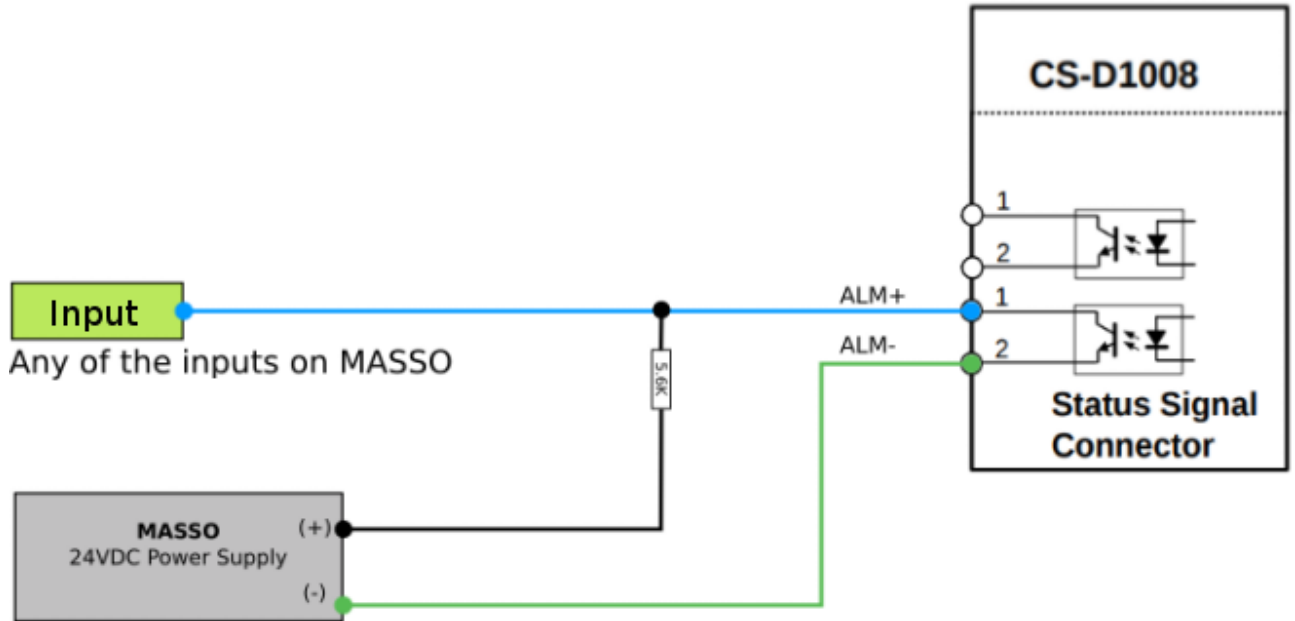 CS-D1008
1
2
Input
ALM+
1
Any of the inputs on MASSO
ALM-
2
5.6K
Status Signal
Connector
MASSO
(+)
24VDC Power Supply
(-)